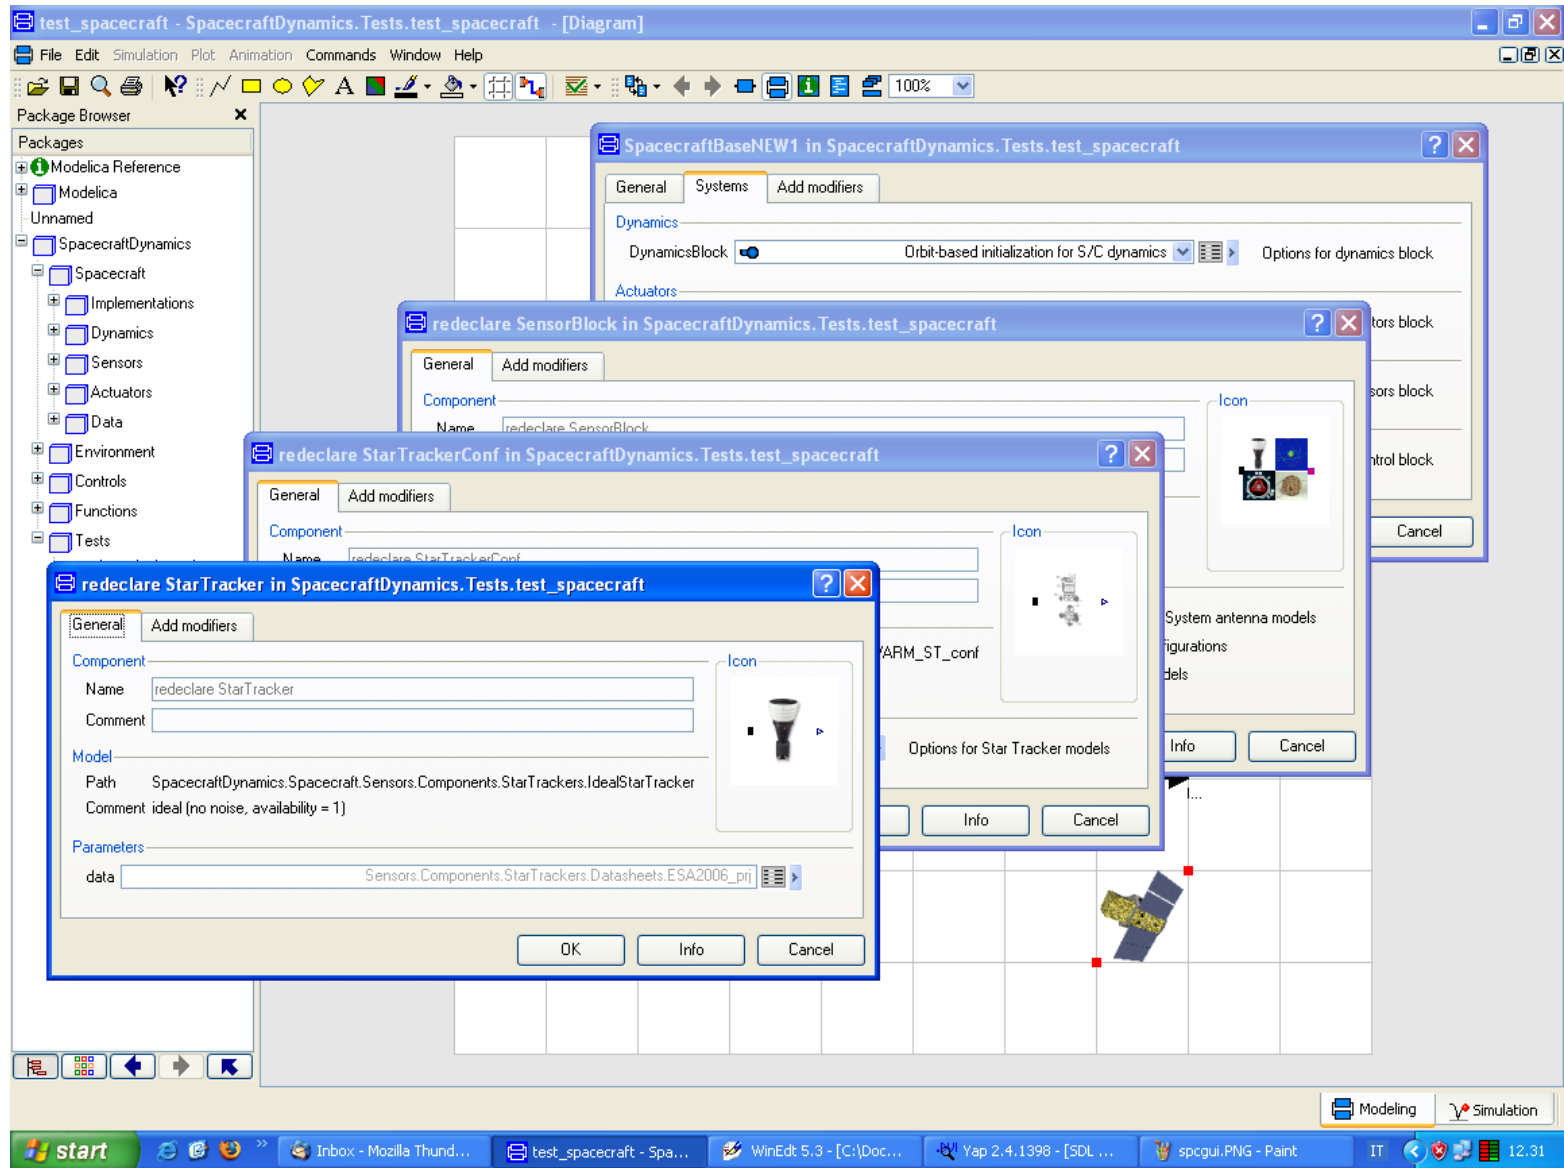 test_spacecraft - SpacecraftDynamics.Tests.test_spacecraft - [Diagram]
File Edit Simulation Plot Animation Commands Window Help
100%
Package Browser
Packages
Modelica Reference
Modelica
Unnamed
SpacecraftDynamics
Spacecraft
Implementations
Dynamics
Sensors
Actuators
Data
Environment
Controls
Functions
Tests
SpacecraftBaseNEW1 in SpacecraftDynamics.Tests.test_spacecraft
General Systems Add modifiers
Dynamics
DynamicsBlock Orbit-based initialization for S/C dynamics Options for dynamics block
Actuators
tors block
sors block
ntrol block
Cancel
redeclare SensorBlock in SpacecraftDynamics.Tests.test_spacecraft
General Add modifiers
Component
Icon
Name redeclare SensorBlock
System antenna models
figurations
dels
Info Cancel
redeclare StarTrackerConf in SpacecraftDynamics.Tests.test_spacecraft
General Add modifiers
Component
Icon
Name redeclare StarTrackerConf
ARM_ST_conf
Options for Star Tracker models
Info Cancel
redeclare StarTracker in SpacecraftDynamics.Tests.test_spacecraft
General Add modifiers
Component
Icon
Name redeclare StarTracker
Comment
Model
Path SpacecraftDynamics.Spacecraft.Sensors.Components.StarTrackers.IdealStarTracker
Comment ideal (no noise, availability = 1)
Parameters
data Sensors.Components.StarTrackers.Datasheets.ESA2006_prj
OK Info Cancel
I...
Modeling Simulation
start Inbox - Mozilla Thund... test_spacecraft - Spa... WinEdt 5.3 - [C:\Doc... Yap 2.4.1398 - [SDL ... spcgui.PNG - Paint IT 12.31